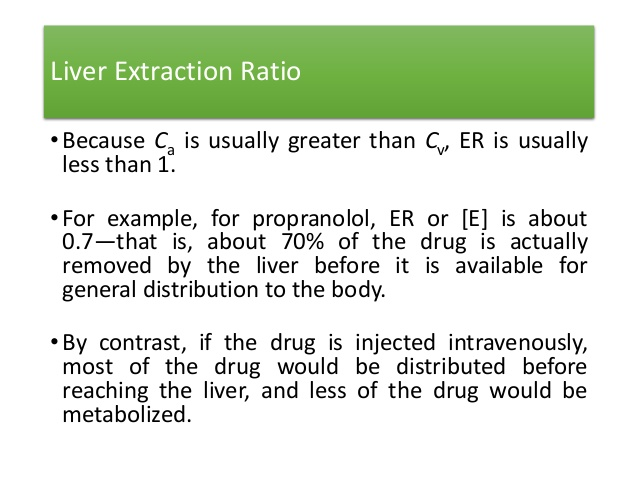 Liver Extraction Ratio
•Because Ca is usually greater than Cv, ER is usually
less than 1.
•For example, for propranolol, ER or [E] is about
0.7—that is, about 70% of the drug is actually
removed by the liver before it is available for
general distribution to the body.
•By contrast, if the drug is injected intravenously,
most of the drug would be distributed before
reaching the liver, and less of the drug would be
metabolized.